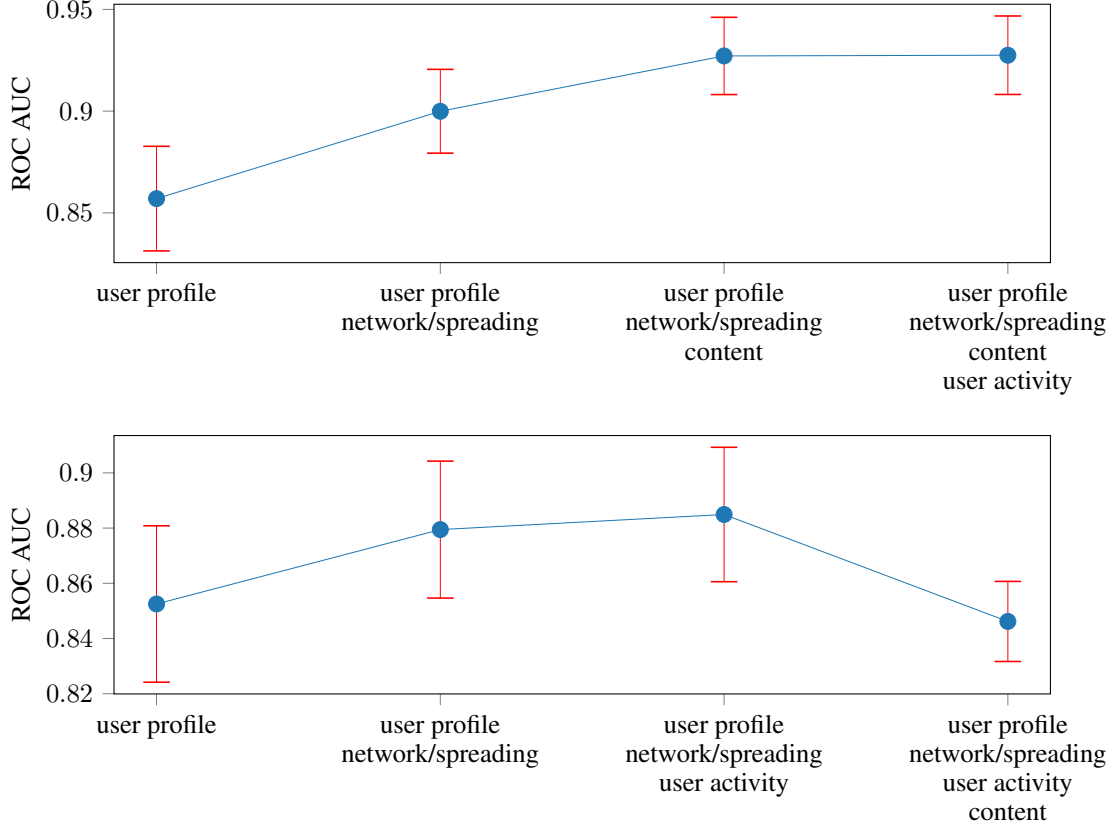 0.95
0.9
0.85
ROC AUC
user profile
user profile
network/spreading
user profile
network/spreading
content
user profile
network/spreading
content
user activity
0.9
0.88
0.86
0.84
0.82
ROC AUC
user profile
user profile
network/spreading
user profile
network/spreading
user activity
user profile
network/spreading
user activity
content